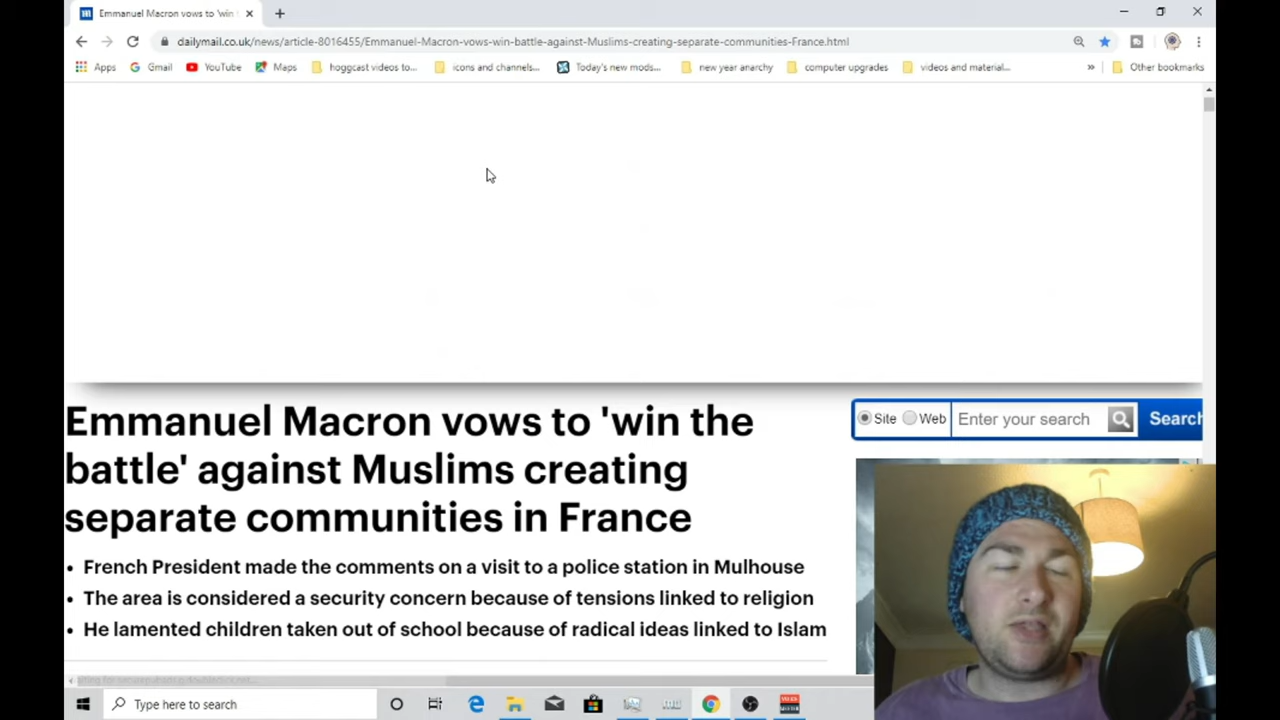 Emmanuel Macron vows to 'win
dailymail.co.uk/news/article-8016455/Emmanuel-Macron-vows-win-battle-against-Muslims-creating-separate-communities-France.html
Apps Gmail YouTube Maps hoggcast videos to... icons and channels... Today's new mods... new year anarchy computer upgrades videos and material... » Other bookmarks
Emmanuel Macron vows to 'win the
battle' against Muslims creating
separate communities in France
Site Web Enter your search Search
• French President made the comments on a visit to a police station in Mulhouse
• The area is considered a security concern because of tensions linked to religion
• He lamented children taken out of school because of radical ideas linked to Islam
Type here to search